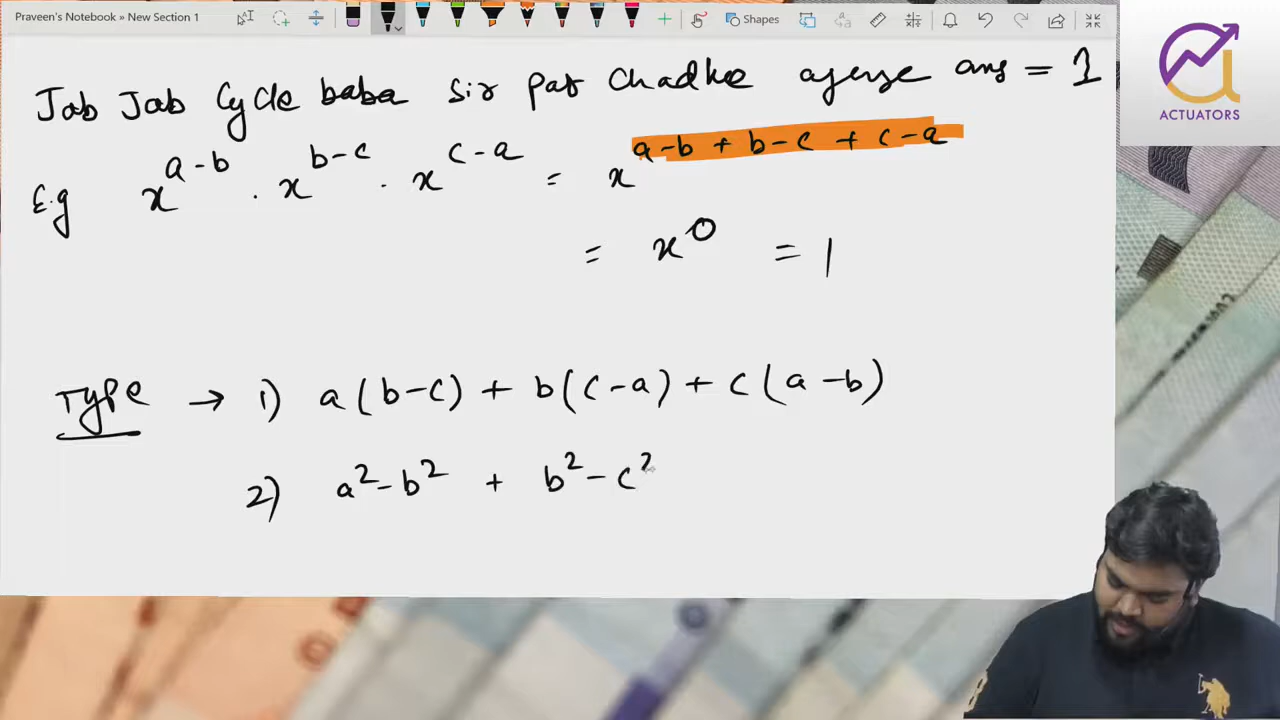 Praveen's Notebook » New Section 1
Shapes
ACTUATORS
Jab Jab Cycle baba sir par Chadke ayenge ans = 1
E.g x^{a-b} . x^{b-c} . x^{c-a} = x^{a-b + b-c + c-a}
= x^0 = 1
Type → 1) a(b-c) + b(c-a) + c(a-b)
2) a² - b² + b² - c²